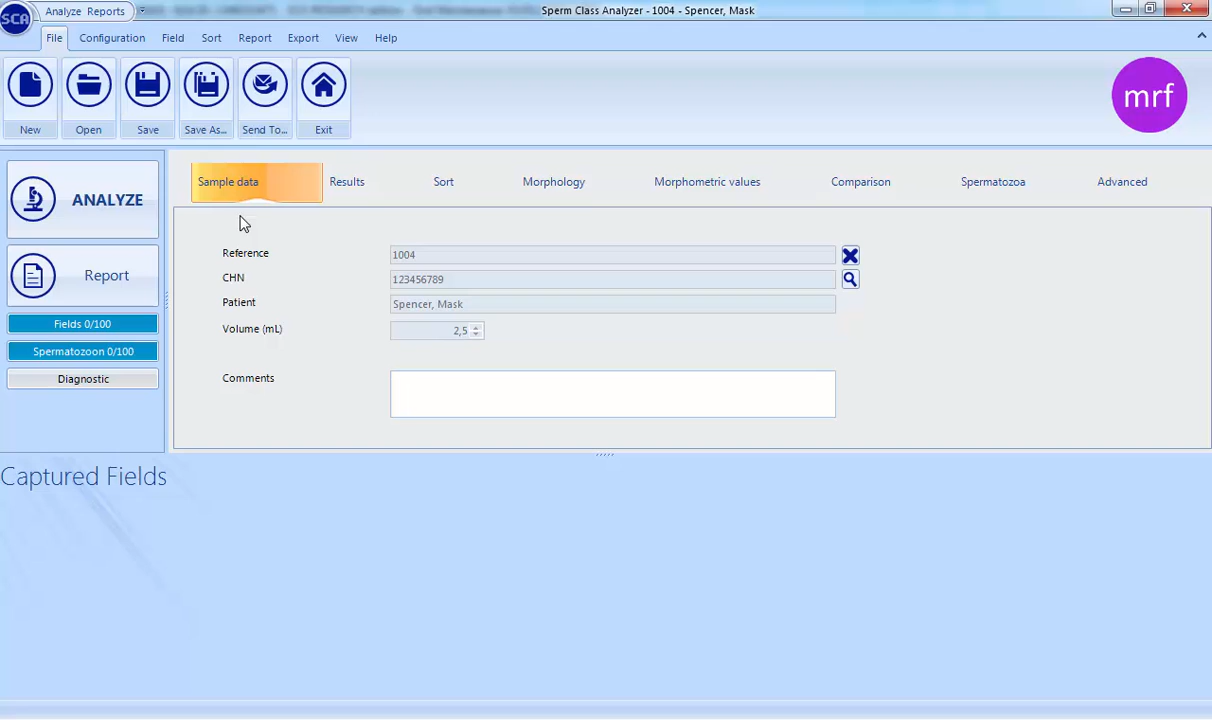 SCA
Analyze Reports
Sperm Class Analyzer - 1004 - Spencer, Mask
File Configuration Field Sort Report Export View Help
New Open Save Save As... Send To... Exit
mrf
ANALYZE
Report
Fields 0/100
Spermatozoon 0/100
Diagnostic
Sample data Results Sort Morphology Morphometric values Comparison Spermatozoa Advanced
Reference 1004
CHN 123456789
Patient Spencer, Mask
Volume (mL) 2,5
Comments
Captured Fields